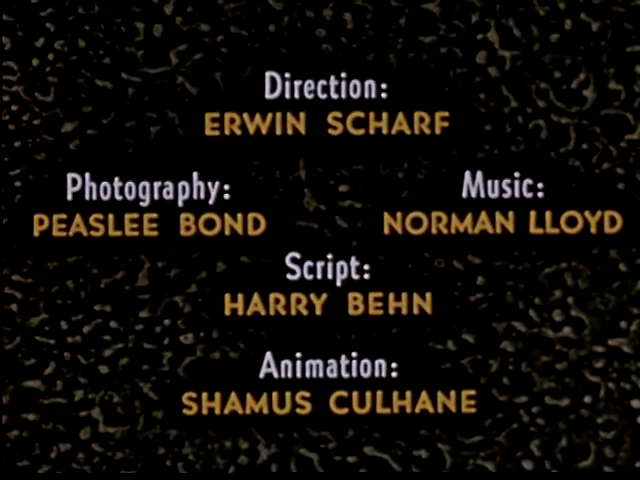 Direction:
ERWIN SCHARF
Photography:
PEASLEE BOND
Music:
NORMAN LLOYD
Script:
HARRY BEHN
Animation:
SHAMUS CULHANE